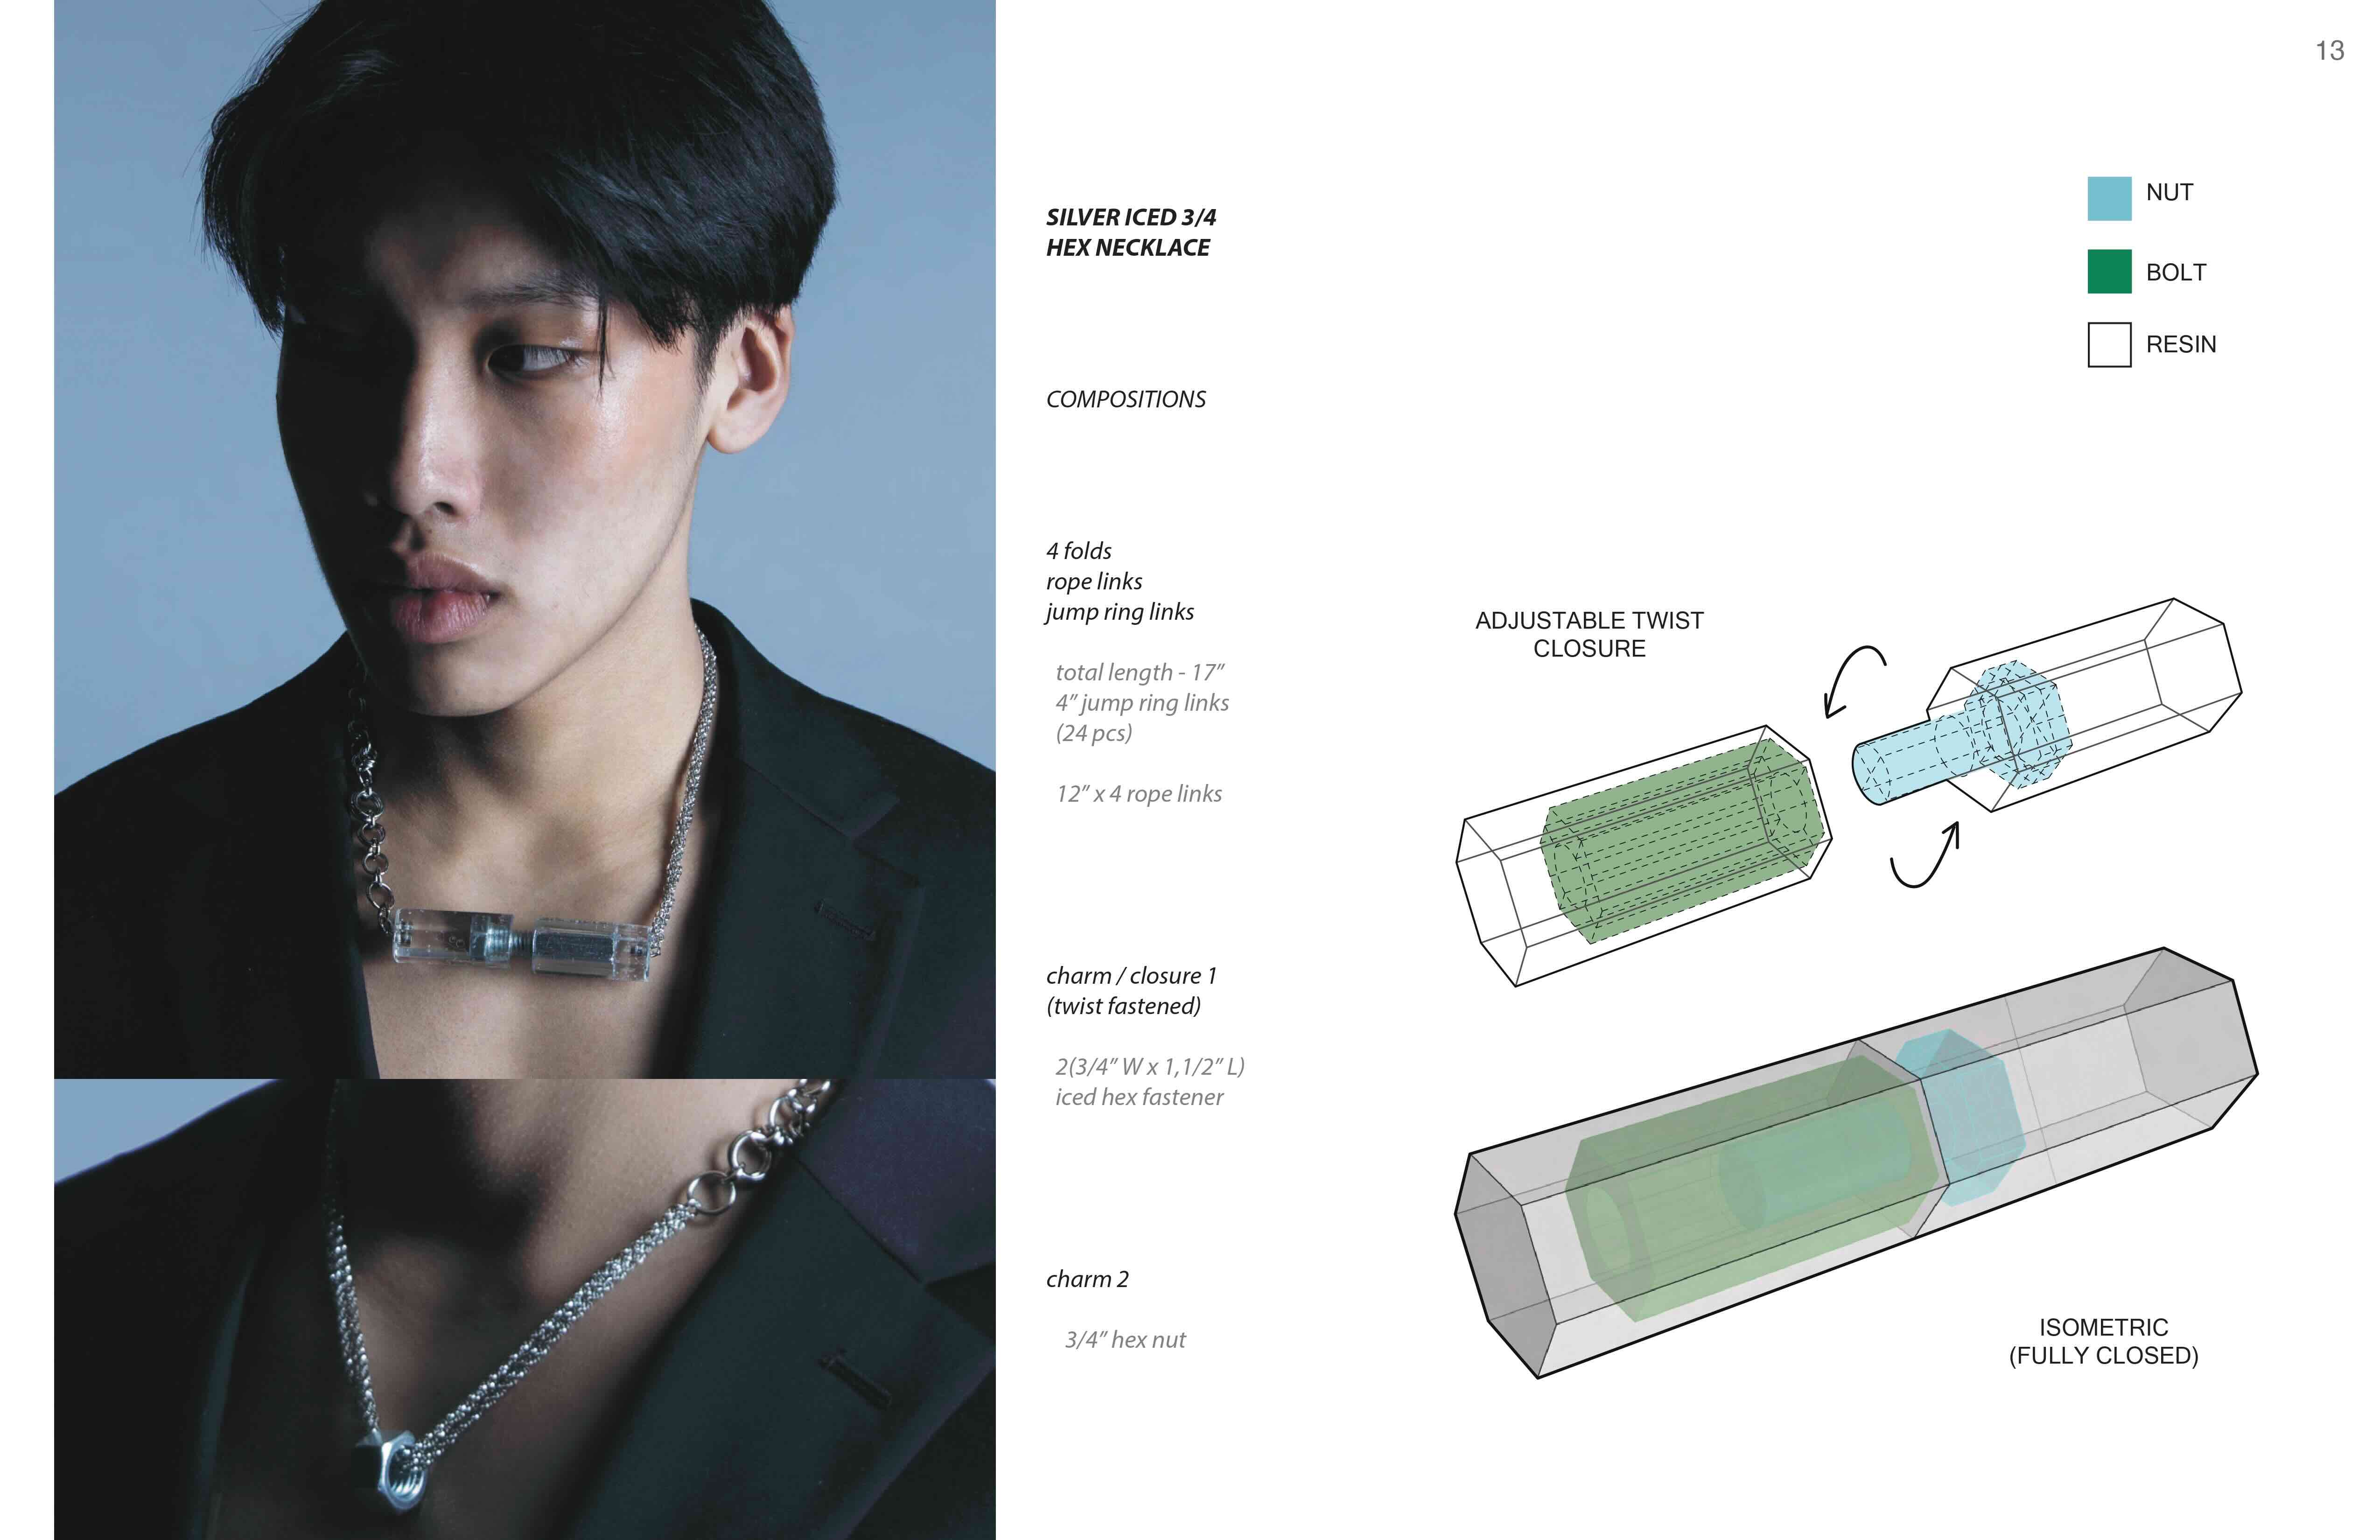 13
SILVER ICED 3/4
HEX NECKLACE
COMPOSITIONS
4 folds
rope links
jump ring links
total length - 17”
4” jump ring links
(24 pcs)
12” x 4 rope links
charm / closure 1
(twist fastened)
2(3/4” W x 1,1/2” L)
iced hex fastener
charm 2
3/4” hex nut
NUT
BOLT
RESIN
ADJUSTABLE TWIST
CLOSURE
ISOMETRIC
(FULLY CLOSED)